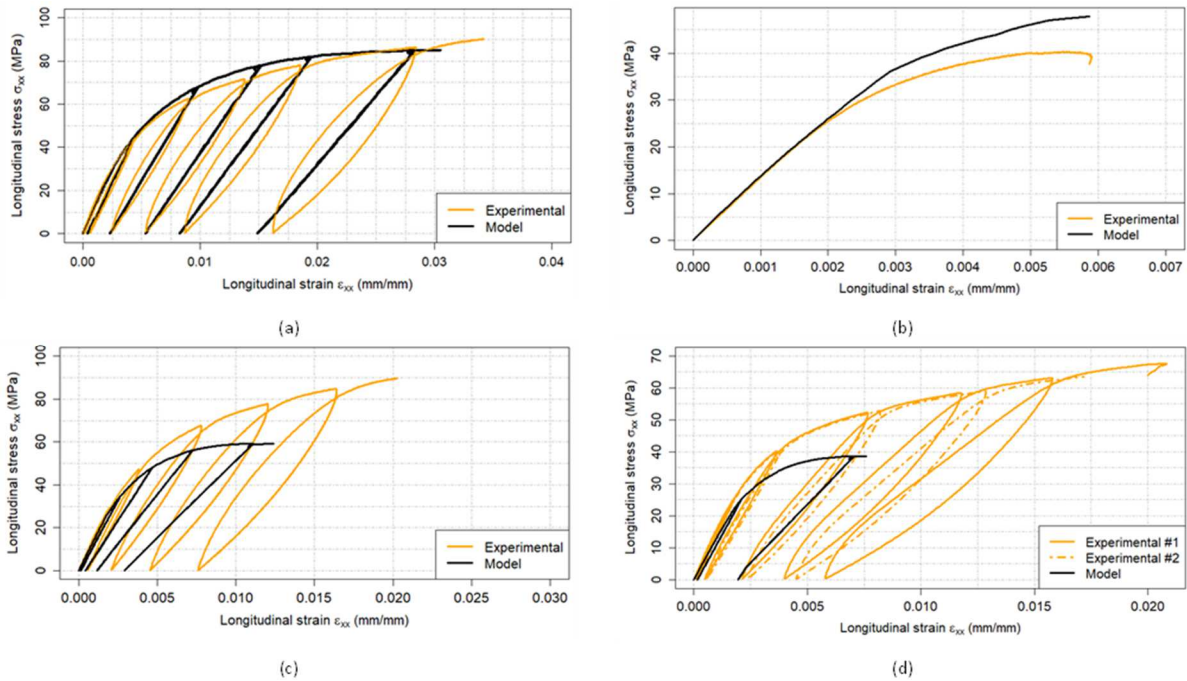 100
80
60
40
20
0
Longitudinal stress σxx (MPa)
0.00 0.01 0.02 0.03 0.04
Longitudinal strain εxx (mm/mm)
Experimental
Model
(a)
40
30
20
10
0
Longitudinal stress σxx (MPa)
0.000 0.001 0.002 0.003 0.004 0.005 0.006 0.007
Longitudinal strain εxx (mm/mm)
Experimental
Model
(b)
100
80
60
40
20
0
Longitudinal stress σxx (MPa)
0.000 0.005 0.010 0.015 0.020 0.025 0.030
Longitudinal strain εxx (mm/mm)
Experimental
Model
(c)
70
60
50
40
30
20
10
0
Longitudinal stress σxx (MPa)
0.000 0.005 0.010 0.015 0.020
Longitudinal strain εxx (mm/mm)
Experimental #1
Experimental #2
Model
(d)